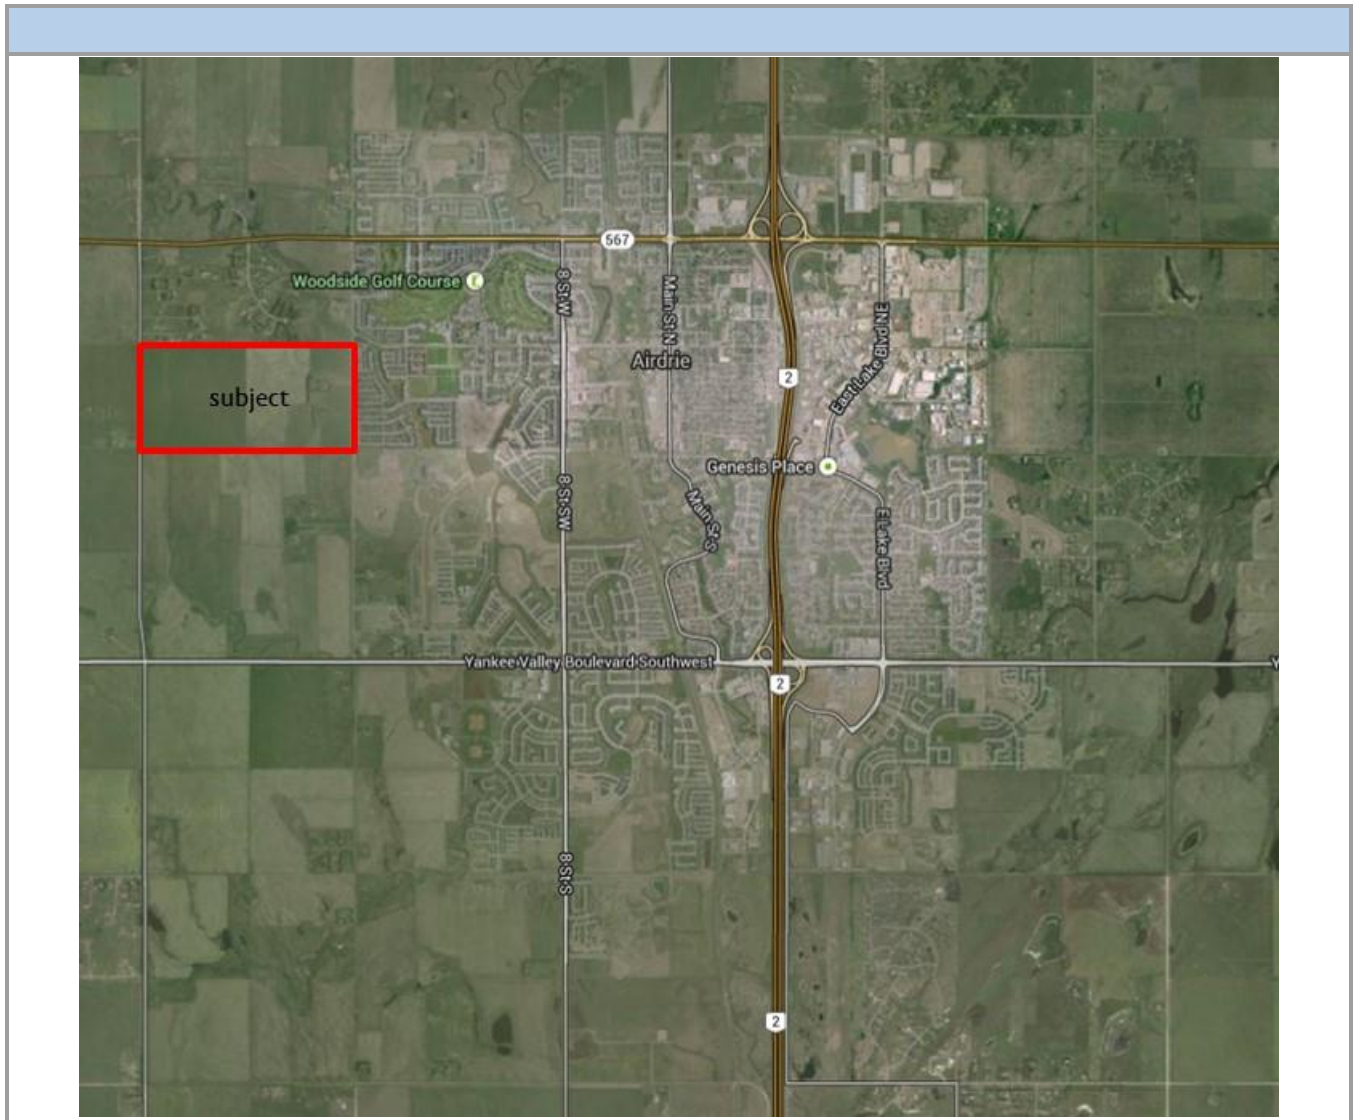 567
Woodside Golf Course
8 St W
Main St N
East Lake Blvd NE
Airdrie
2
subject
Genesis Place
8 St SW
Main St S
E Lake Blvd
Yankee Valley Boulevard Southwest
Y
2
8 St S
2